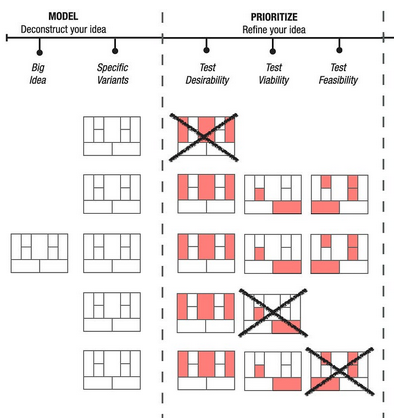 MODEL
Deconstruct your idea
PRIORITIZE
Refine your idea
Big
Idea
Specific
Variants
Test
Desirability
Test
Viability
Test
Feasibility